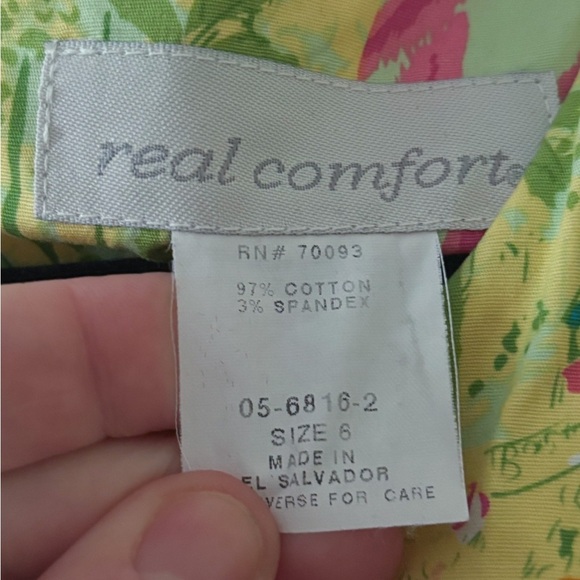 real comfort®
RN# 70093
97% COTTON
3% SPANDEX
05-6816-2
SIZE 6
MADE IN
EL SALVADOR
VERSE FOR CARE